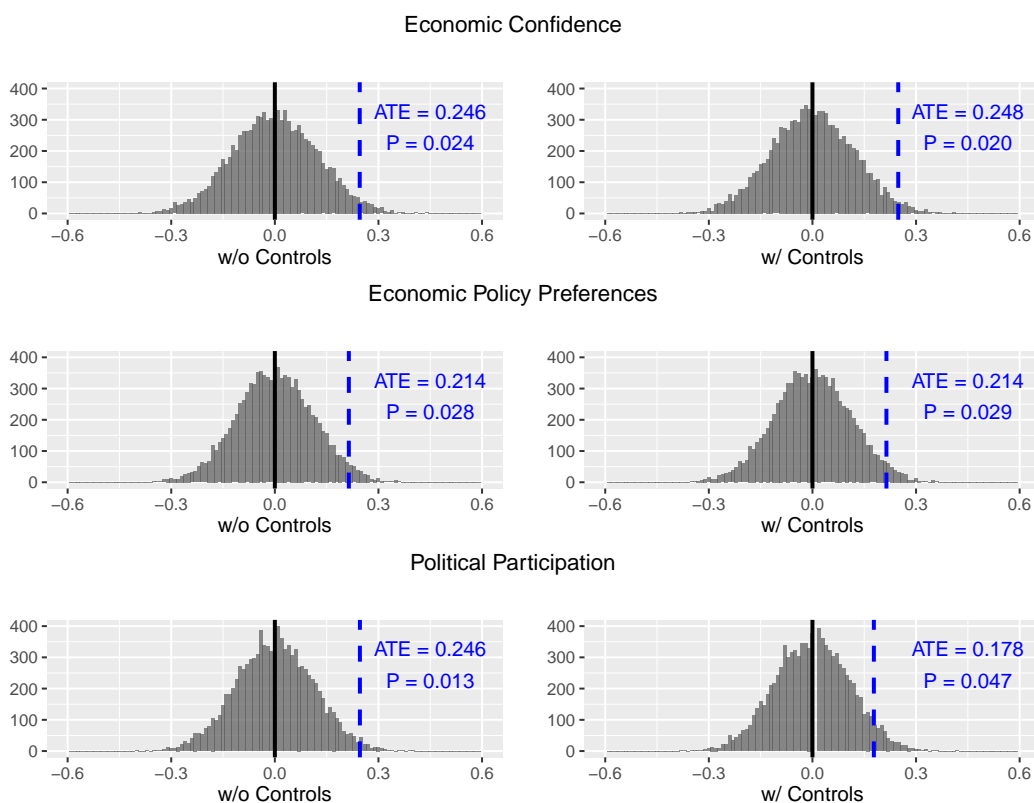 Economic Confidence
400
300
200
100
0
ATE = 0.246
P = 0.024
−0.6 −0.3 0.0 0.3 0.6
w/o Controls
400
300
200
100
0
ATE = 0.248
P = 0.020
−0.6 −0.3 0.0 0.3 0.6
w/ Controls
Economic Policy Preferences
400
300
200
100
0
ATE = 0.214
P = 0.028
−0.6 −0.3 0.0 0.3 0.6
w/o Controls
400
300
200
100
0
ATE = 0.214
P = 0.029
−0.6 −0.3 0.0 0.3 0.6
w/ Controls
Political Participation
400
300
200
100
0
ATE = 0.246
P = 0.013
−0.6 −0.3 0.0 0.3 0.6
w/o Controls
400
300
200
100
0
ATE = 0.178
P = 0.047
−0.6 −0.3 0.0 0.3 0.6
w/ Controls